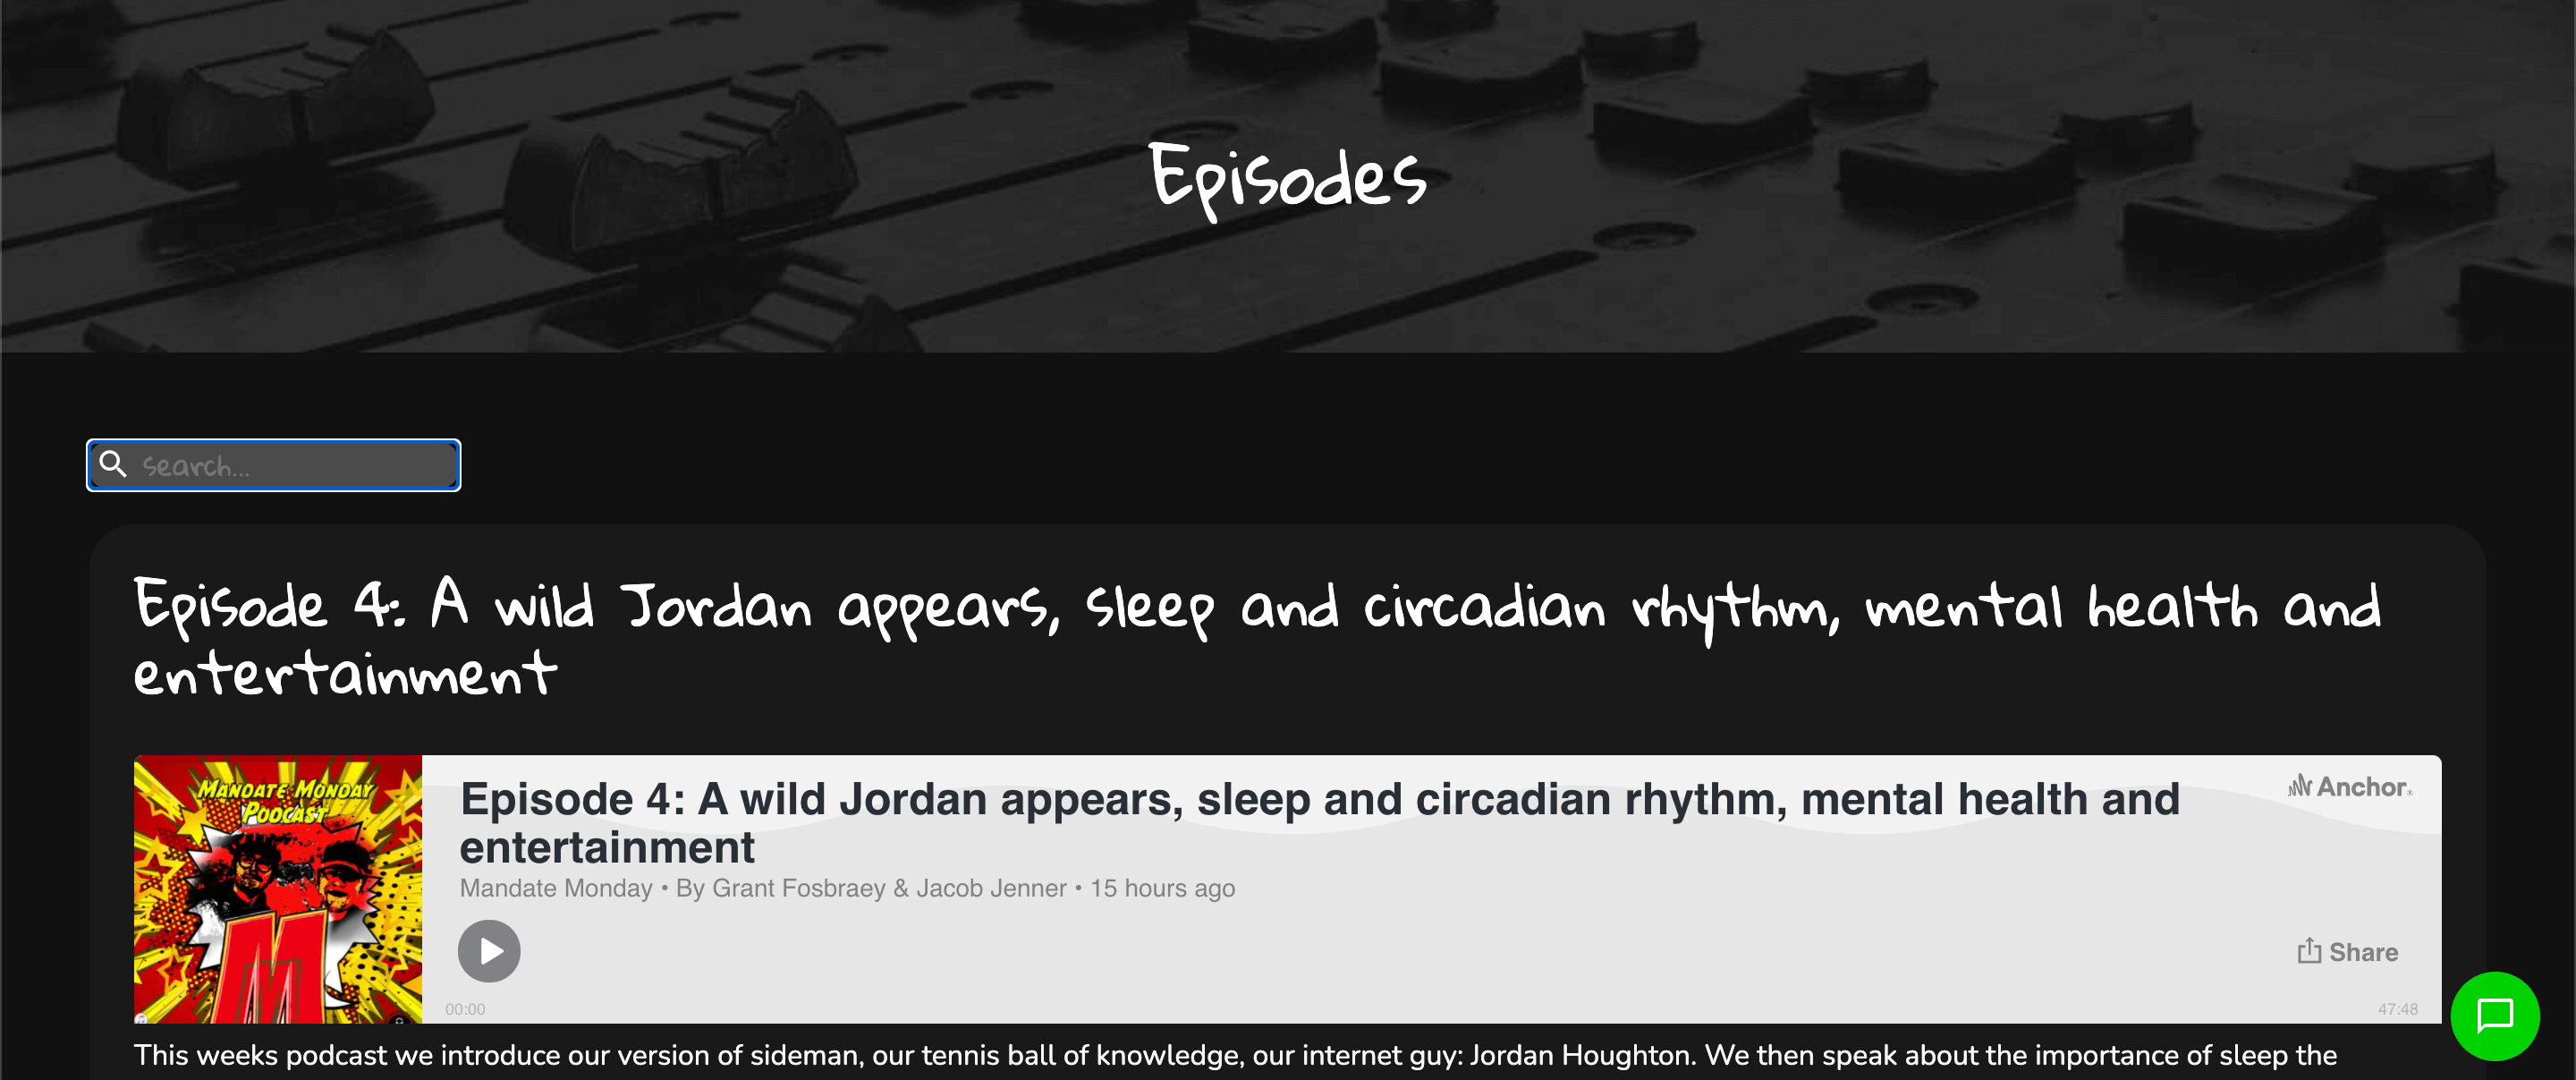 Episodes
search...
Episode 4: A wild Jordan appears, sleep and circadian rhythm, mental health and
entertainment
MANDATE MONDAY
PODCAST
M
Episode 4: A wild Jordan appears, sleep and circadian rhythm, mental health and
entertainment
Anchor
Mandate Monday • By Grant Fosbraey & Jacob Jenner • 15 hours ago
Share
00:00
47:48
This weeks podcast we introduce our version of sideman, our tennis ball of knowledge, our internet guy: Jordan Houghton. We then speak about the importance of sleep the